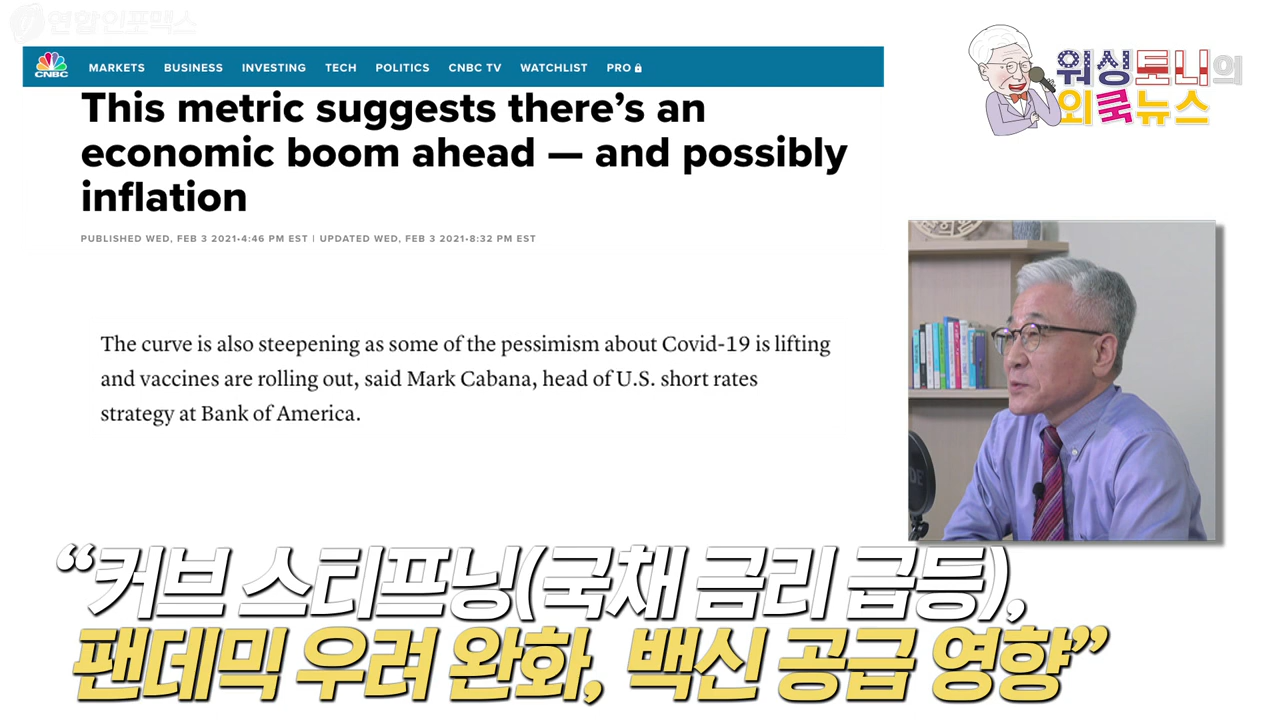 연합인포맥스
CNBC
MARKETS BUSINESS INVESTING TECH POLITICS CNBC TV WATCHLIST PRO
워싱토니의
외쿡뉴스
This metric suggests there’s an
economic boom ahead — and possibly
inflation
PUBLISHED WED, FEB 3 2021•4:46 PM EST | UPDATED WED, FEB 3 2021•8:32 PM EST
The curve is also steepening as some of the pessimism about Covid-19 is lifting
and vaccines are rolling out, said Mark Cabana, head of U.S. short rates
strategy at Bank of America.
“커브 스티프닝(국채 금리 급등),
팬데믹 우려 완화, 백신 공급 영향”